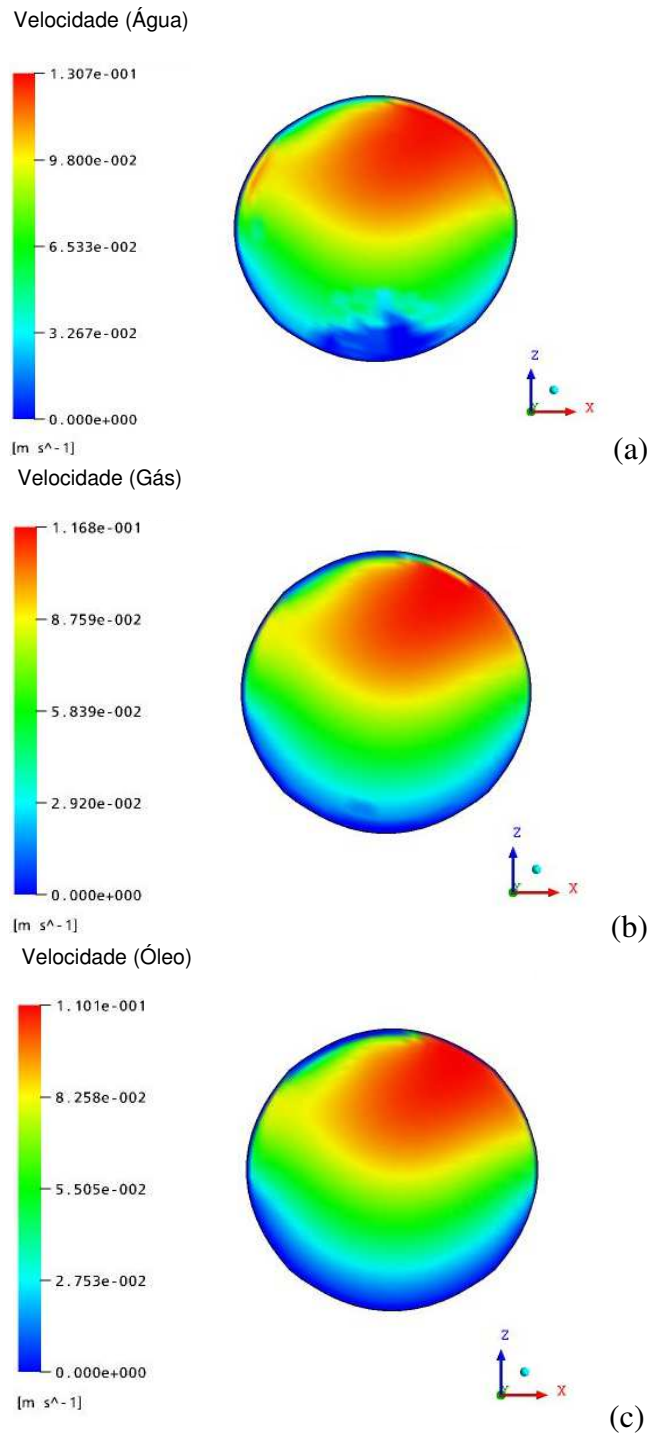 Velocidade (Água)
1.307e-001
9.800e-002
6.533e-002
3.267e-002
0.000e+000
[m s^-1]
Z
Y
X
(a)
Velocidade (Gás)
1.168e-001
8.759e-002
5.839e-002
2.920e-002
0.000e+000
[m s^-1]
Z
Y
X
(b)
Velocidade (Óleo)
1.101e-001
8.258e-002
5.505e-002
2.753e-002
0.000e+000
[m s^-1]
Z
Y
X
(c)